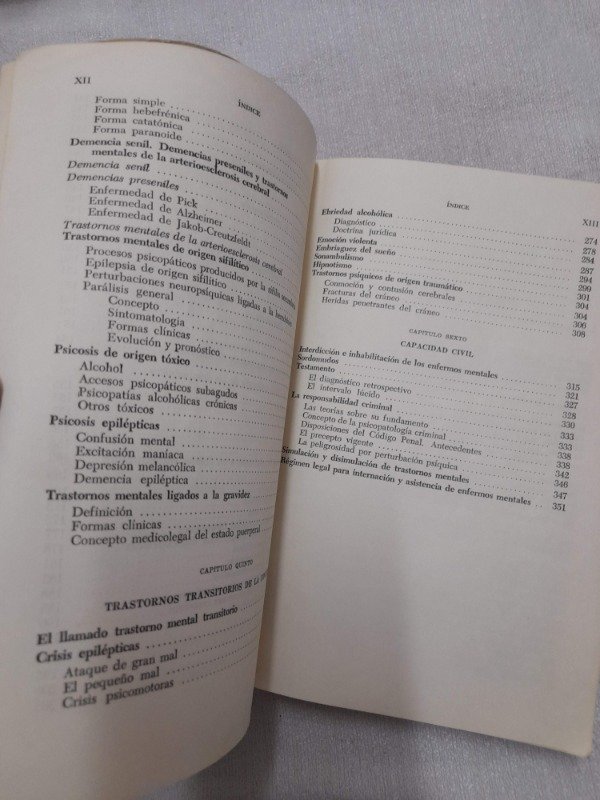 XII
ÍNDICE
Forma simple
Forma hebefrénica
Forma catatónica
Forma paranoide
Demencia senil. Demencias preseniles y trastornos
mentales de la arteriosclerosis cerebral
Demencia senil
Demencias preseniles
Enfermedad de Pick
Enfermedad de Alzheimer
Enfermedad de Jakob-Creutzfeldt
Trastornos mentales de la arteriosclerosis cerebral
Trastornos mentales de origen sifilítico
Procesos psicopáticos producidos por la sífilis
Epilepsia de origen sifilítico
Perturbaciones neuropsíquicas ligadas a la
Parálisis general
Concepto
Sintomatología
Formas clínicas
Evolución y pronóstico
Psicosis de origen tóxico
Alcohol
Accesos psicopáticos subagudos
Psicopatías alcohólicas crónicas
Otros tóxicos
Psicosis epilépticas
Confusión mental
Excitación maníaca
Depresión melancólica
Demencia epiléptica
Trastornos mentales ligados a la gravidez
Definición
Formas clínicas
Concepto medicolegal del estado puerperal
CAPITULO QUINTO
TRASTORNOS TRANSITORIOS DE LA
El llamado trastorno mental transitorio
Crisis epilépticas
Ataque de gran mal
El pequeño mal
Crisis psicomotoras
ÍNDICE
XIII
Ebriedad alcohólica
Diagnóstico
Doctrina jurídica 274
Emoción violenta 278
Embriaguez del sueño 284
Sonambulismo 287
Hipnotismo 294
Trastornos psíquicos de origen traumático 299
Conmoción y contusión cerebrales 301
Fracturas del cráneo 304
Heridas penetrantes del cráneo 306
308
CAPITULO SEXTO
CAPACIDAD CIVIL
Interdicción e inhabilitación de los enfermos mentales 315
Sordomudos 321
Testamento 327
El diagnóstico retrospectivo 328
El intervalo lúcido 330
La responsabilidad criminal 333
Las teorías sobre su fundamento 333
Concepto de la psicopatología criminal 338
Disposiciones del Código Penal. Antecedentes 338
El precepto vigente 342
La peligrosidad por perturbación psíquica 346
Simulación y disimulación de trastornos mentales 347
Régimen legal para internación y asistencia de enfermos mentales 351